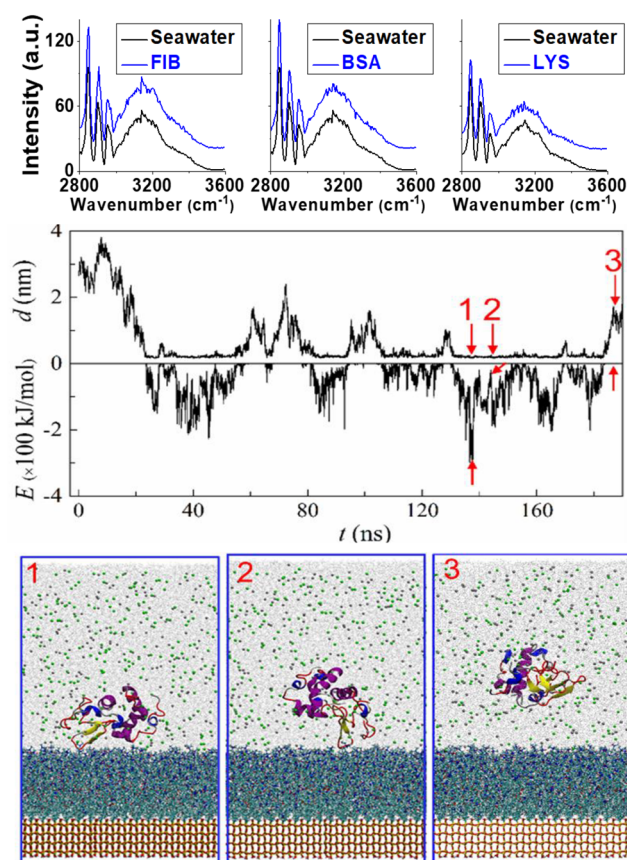 Intensity (a.u.)
120
60
0
Seawater
FIB
2800 3200 3600
Wavenumber (cm-1)
Seawater
BSA
2800 3200 3600
Wavenumber (cm-1)
Seawater
LYS
2800 3200 3600
Wavenumber (cm-1)
d (nm)
4
2
0
1 2 3
E (×100 kJ/mol)
-2
-4
0 40 80 120 160
t (ns)
1
2
3